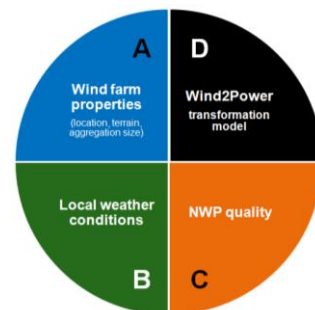 A
Wind farm
properties
(location, terrain,
aggregation size)
D
Wind2Power
transformation
model
Local weather
conditions
B
NWP quality
C